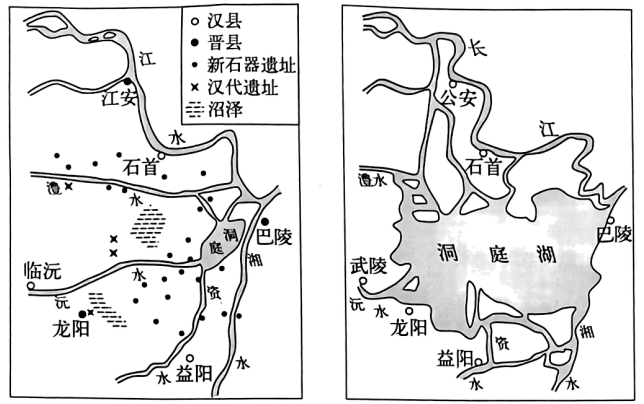 汉县
晋县
新石器遗址
汉代遗址
沼泽
江
水
江安
石首
澧
水
洞庭
巴陵
湘
水
临沅
沅
水
龙阳
资
水
益阳
长
江
公安
石首
澧水
洞庭湖
巴陵
武陵
沅
水
龙阳
益阳
资
水
湘
水